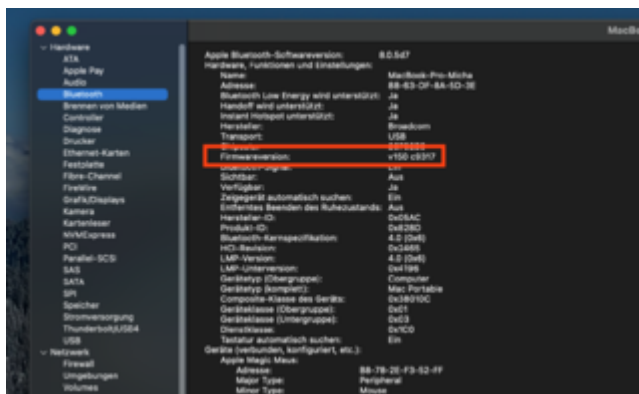 MacBo
Hardware
ATA
Apple Pay
Audio
Bluetooth
Brennen von Medien
Controller
Diagnose
Drucker
Ethernet-Karten
Festplatte
Fibre-Channel
FireWire
Grafik/Displays
Kamera
Kartenleser
NVMExpress
PCI
Parallel-SCSI
SAS
SATA
SPI
Speicher
Stromversorgung
Thunderbolt/USB4
USB
Netzwerk
Firewall
Umgebungen
Volumes
Apple Bluetooth-Softwareversion: 8.0.5d7
Hardware, Funktionen und Einstellungen:
Name: MacBook-Pro-Micha
Adresse: 88-63-DF-8A-5D-3E
Bluetooth Low Energy wird unterstützt: Ja
Handoff wird unterstützt: Ja
Instant Hotspot unterstützt: Ja
Hersteller: Broadcom
Transport: USB
Firmwareversion: v150 c9317
Bluetooth-Signal: Ein
Sichtbar: Aus
Verfügbar: Ja
Zeigegerät automatisch suchen: Ein
Entferntes Beenden des Ruhezustands: Aus
Hersteller-ID: 0x05AC
Produkt-ID: 0x828D
Bluetooth-Kernspezifikation: 4.0 (0x6)
HCI-Revision:
LMP-Version: 4.0 (0x6)
LMP-Unterversion: 0x4196
Gerätetyp (Obergruppe): Computer
Gerätetyp (komplett): Mac Portable
Composite-Klasse des Geräts: 0x38010C
Geräteklasse (Obergruppe): 0x01
Geräteklasse (Untergruppe): 0x03
Dienstklasse: 0x1C0
Tastatur automatisch suchen: Ein
Geräte (verbunden, konfiguriert, etc.):
Apple Magic Maus:
Adresse: 88-78-2E-F3-52-FF
Major Type: Peripheral
Minor Type: Mouse